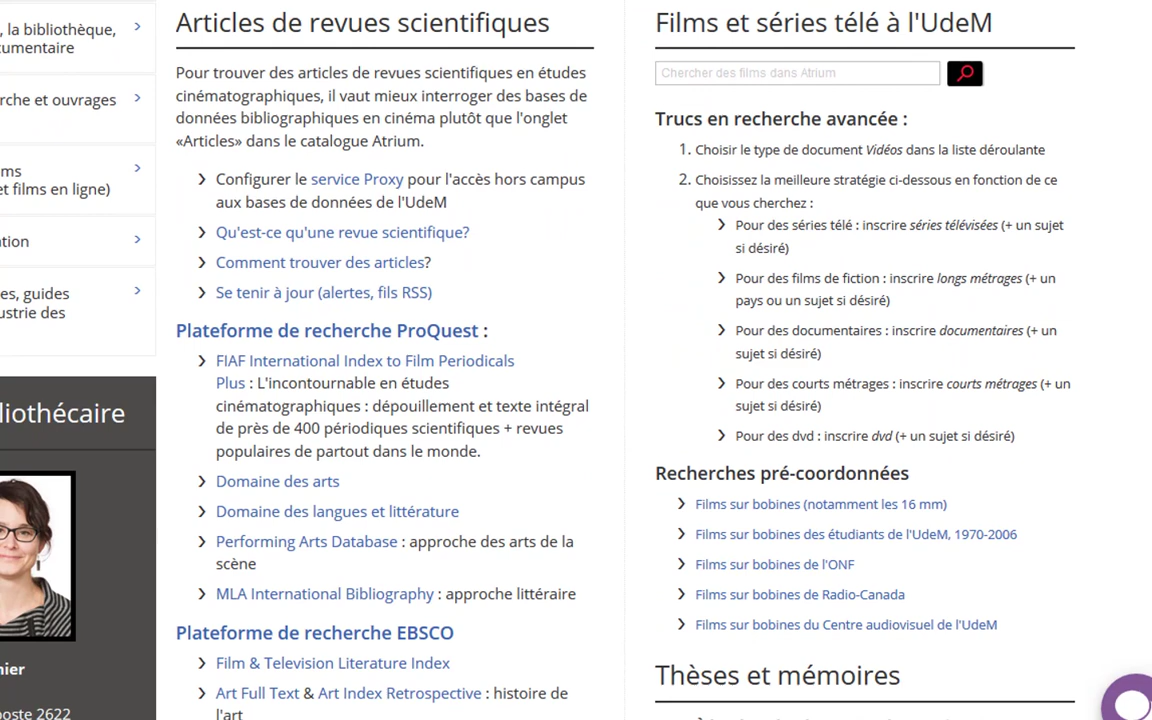 , la bibliothèque,
cumentaire
rche et ouvrages
ms
et films en ligne)
ation
es, guides
ustrie des
liothécaire
nier
poste 2622
Articles de revues scientifiques
Pour trouver des articles de revues scientifiques en études
cinématographiques, il vaut mieux interroger des bases de
données bibliographiques en cinéma plutôt que l'onglet
«Articles» dans le catalogue Atrium.
Configurer le service Proxy pour l'accès hors campus
aux bases de données de l'UdeM
Qu'est-ce qu'une revue scientifique?
Comment trouver des articles?
Se tenir à jour (alertes, fils RSS)
Plateforme de recherche ProQuest :
FIAF International Index to Film Periodicals
Plus : L'incontournable en études
cinématographiques : dépouillement et texte intégral
de près de 400 périodiques scientifiques + revues
populaires de partout dans le monde.
Domaine des arts
Domaine des langues et littérature
Performing Arts Database : approche des arts de la
scène
MLA International Bibliography : approche littéraire
Plateforme de recherche EBSCO
Film & Television Literature Index
Art Full Text & Art Index Retrospective : histoire de
l'art
Films et séries télé à l'UdeM
Chercher des films dans Atrium
Trucs en recherche avancée :
1. Choisir le type de document Vidéos dans la liste déroulante
2. Choisissez la meilleure stratégie ci-dessous en fonction de ce
que vous cherchez :
Pour des séries télé : inscrire séries télévisées (+ un sujet
si désiré)
Pour des films de fiction : inscrire longs métrages (+ un
pays ou un sujet si désiré)
Pour des documentaires : inscrire documentaires (+ un
sujet si désiré)
Pour des courts métrages : inscrire courts métrages (+ un
sujet si désiré)
Pour des dvd : inscrire dvd (+ un sujet si désiré)
Recherches pré-coordonnées
Films sur bobines (notamment les 16 mm)
Films sur bobines des étudiants de l'UdeM, 1970-2006
Films sur bobines de l'ONF
Films sur bobines de Radio-Canada
Films sur bobines du Centre audiovisuel de l'UdeM
Thèses et mémoires